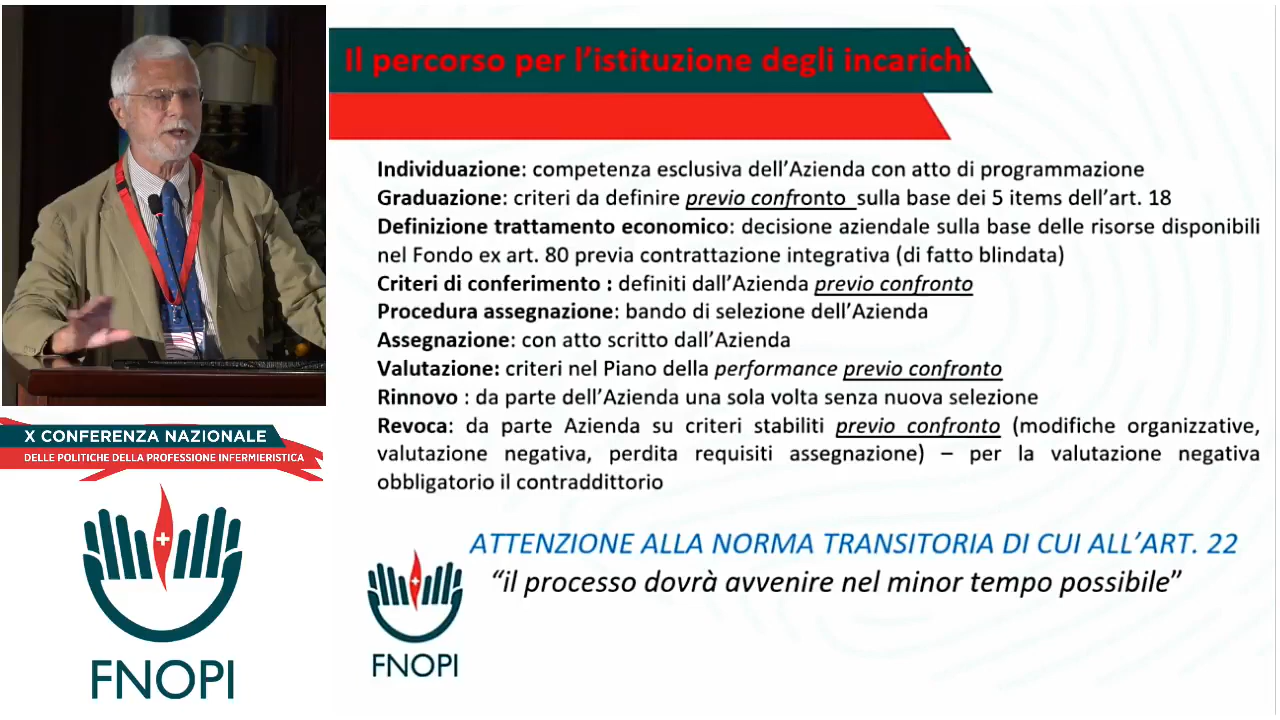 Il percorso per l'istituzione degli incarichi
Individuazione: competenza esclusiva dell'Azienda con atto di programmazione
Graduazione: criteri da definire previo confronto sulla base dei 5 items dell'art. 18
Definizione trattamento economico: decisione aziendale sulla base delle risorse disponibili
nel Fondo ex art. 80 previa contrattazione integrativa (di fatto blindata)
Criteri di conferimento : definiti dall'Azienda previo confronto
Procedura assegnazione: bando di selezione dell'Azienda
Assegnazione: con atto scritto dall'Azienda
Valutazione: criteri nel Piano della performance previo confronto
Rinnovo : da parte dell'Azienda una sola volta senza nuova selezione
Revoca: da parte Azienda su criteri stabiliti previo confronto (modifiche organizzative,
valutazione negativa, perdita requisiti assegnazione) – per la valutazione negativa
obbligatorio il contraddittorio
ATTENZIONE ALLA NORMA TRANSITORIA DI CUI ALL'ART. 22
“il processo dovrà avvenire nel minor tempo possibile”
FNOPI
X CONFERENZA NAZIONALE
DELLE POLITICHE DELLA PROFESSIONE INFERMIERISTICA
FNOPI